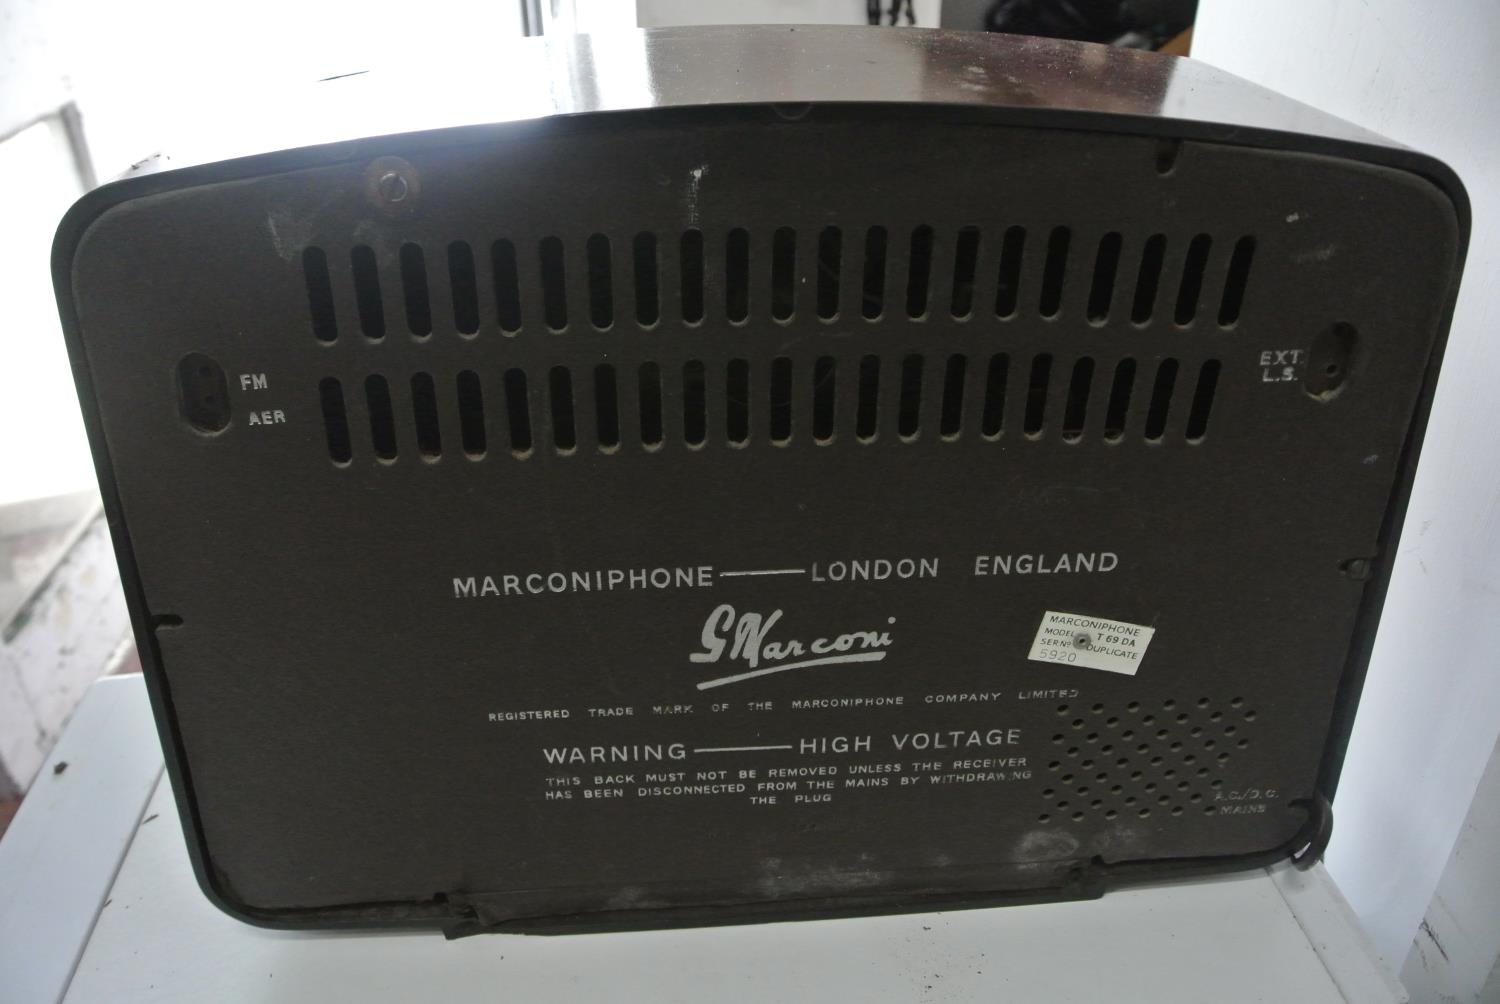 FM
AER
EXT.
L.S.
MARCONIPHONE — LONDON ENGLAND
G Marconi
MARCONIPHONE
MODEL T 69 DA
SER.No DUPLICATE
5920
REGISTERED TRADE MARK OF THE MARCONIPHONE COMPANY LIMITED
WARNING — HIGH VOLTAGE
THIS BACK MUST NOT BE REMOVED UNLESS THE RECEIVER
HAS BEEN DISCONNECTED FROM THE MAINS BY WITHDRAWING
THE PLUG
A.C./D.C.
MAINS